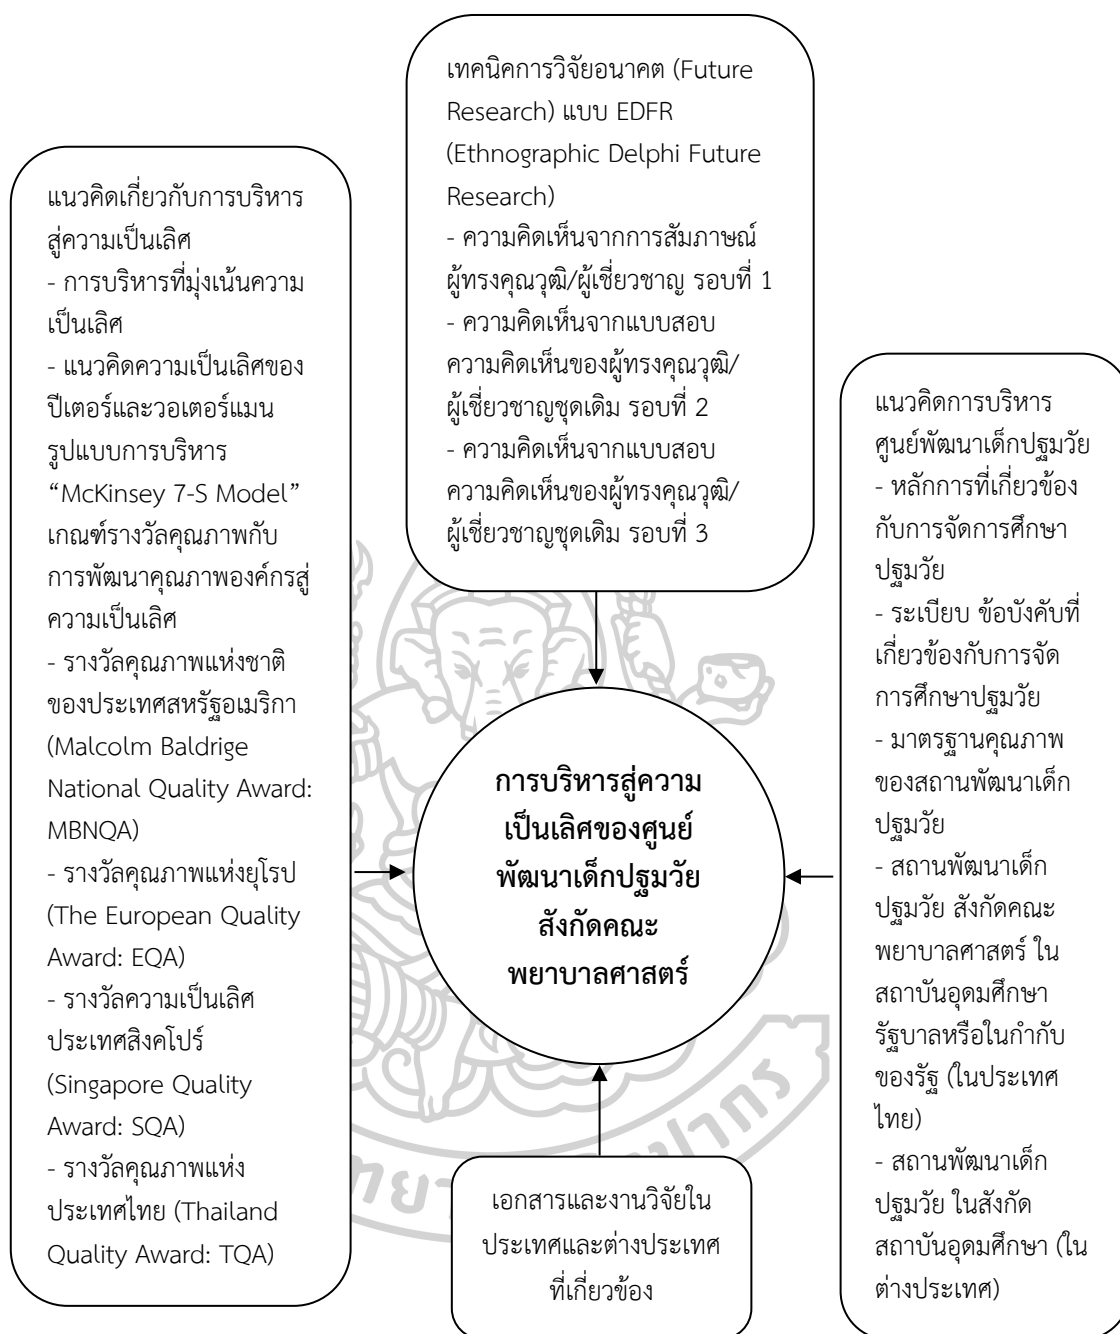 เทคนิคการวิจัยอนาคต (Future
Research) แบบ EDFR
(Ethnographic Delphi Future
Research)
- ความคิดเห็นจากการสัมภาษณ์
ผู้ทรงคุณวุฒิ/ผู้เชี่ยวชาญ รอบที่ 1
- ความคิดเห็นจากแบบสอบ
ความคิดเห็นของผู้ทรงคุณวุฒิ/
ผู้เชี่ยวชาญชุดเดิม รอบที่ 2
- ความคิดเห็นจากแบบสอบ
ความคิดเห็นของผู้ทรงคุณวุฒิ/
ผู้เชี่ยวชาญชุดเดิม รอบที่ 3
แนวคิดเกี่ยวกับการบริหาร
สู่ความเป็นเลิศ
- การบริหารที่มุ่งเน้นความ
เป็นเลิศ
- แนวคิดความเป็นเลิศของ
ปีเตอร์และวอเตอร์แมน
รูปแบบการบริหาร
“McKinsey 7-S Model”
เกณฑ์รางวัลคุณภาพกับ
การพัฒนาคุณภาพองค์กรสู่
ความเป็นเลิศ
- รางวัลคุณภาพแห่งชาติ
ของประเทศสหรัฐอเมริกา
(Malcolm Baldrige
National Quality Award:
MBNQA)
- รางวัลคุณภาพแห่งยุโรป
(The European Quality
Award: EQA)
- รางวัลความเป็นเลิศ
ประเทศสิงคโปร์
(Singapore Quality
Award: SQA)
- รางวัลคุณภาพแห่ง
ประเทศไทย (Thailand
Quality Award: TQA)
การบริหารสู่ความ
เป็นเลิศของศูนย์
พัฒนาเด็กปฐมวัย
สังกัดคณะ
พยาบาลศาสตร์
แนวคิดการบริหาร
ศูนย์พัฒนาเด็กปฐมวัย
- หลักการที่เกี่ยวข้อง
กับการจัดการศึกษา
ปฐมวัย
- ระเบียบ ข้อบังคับที่
เกี่ยวข้องกับการจัด
การศึกษาปฐมวัย
- มาตรฐานคุณภาพ
ของสถานพัฒนาเด็ก
ปฐมวัย
- สถานพัฒนาเด็ก
ปฐมวัย สังกัดคณะ
พยาบาลศาสตร์ ใน
สถาบันอุดมศึกษา
รัฐบาลหรือในกำกับ
ของรัฐ (ในประเทศ
ไทย)
- สถานพัฒนาเด็ก
ปฐมวัย ในสังกัด
สถาบันอุดมศึกษา (ใน
ต่างประเทศ)
เอกสารและงานวิจัยใน
ประเทศและต่างประเทศ
ที่เกี่ยวข้อง